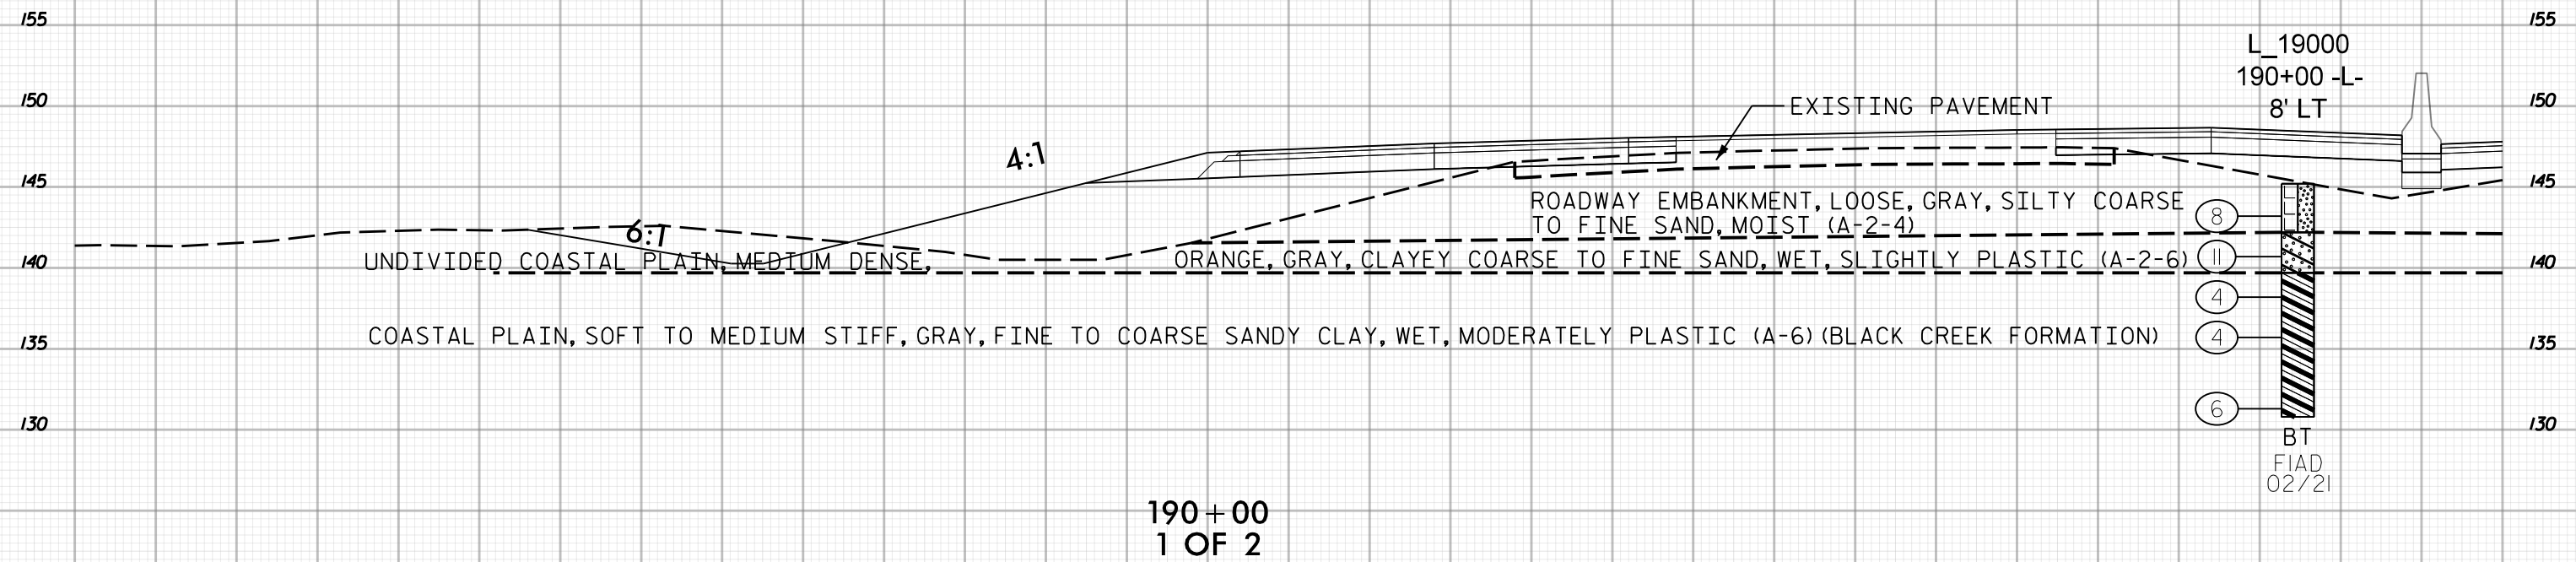 155 155
L_19000
190+00 -L-
8' LT
150 EXISTING PAVEMENT 150
4:1
145 145
ROADWAY EMBANKMENT, LOOSE, GRAY, SILTY COARSE
TO FINE SAND, MOIST (A-2-4)
8
6:1
140 UNDIVIDED COASTAL PLAIN, MEDIUM DENSE, ORANGE, GRAY, CLAYEY COARSE TO FINE SAND, WET, SLIGHTLY PLASTIC (A-2-6) 11 140
4
135 COASTAL PLAIN, SOFT TO MEDIUM STIFF, GRAY, FINE TO COARSE SANDY CLAY, WET, MODERATELY PLASTIC (A-6) (BLACK CREEK FORMATION) 4 135
6
130 130
BT
FIAD
02/21
190+00
1 OF 2